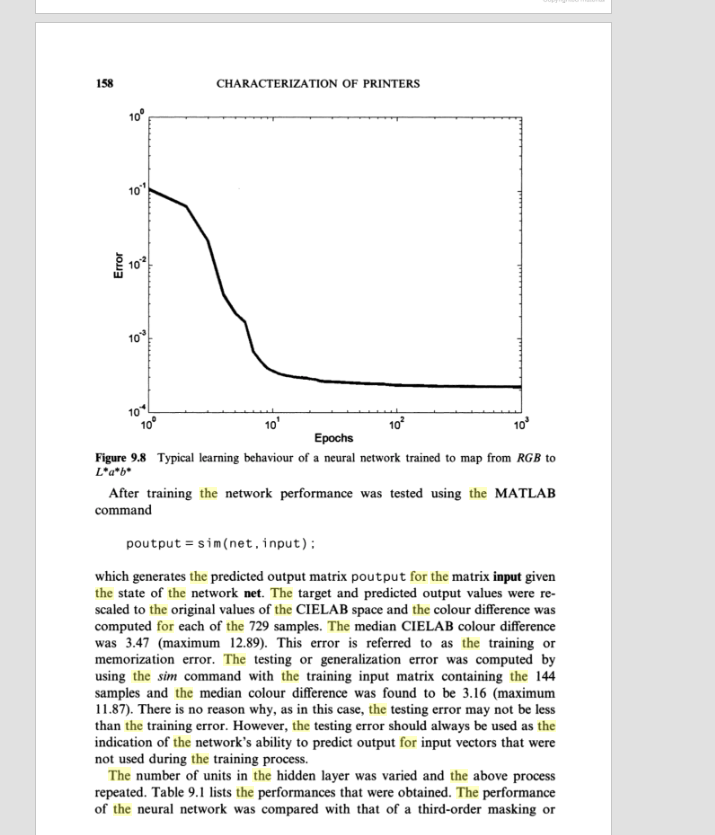 158 CHARACTERIZATION OF PRINTERS
10^0
10^-1
10^-2
10^-3
10^-4
Error
10^0 10^1 10^2 10^3
Epochs
Figure 9.8 Typical learning behaviour of a neural network trained to map from RGB to
L*a*b*
After training the network performance was tested using the MATLAB
command
poutput = sim(net,input);
which generates the predicted output matrix poutput for the matrix input given
the state of the network net. The target and predicted output values were re-
scaled to the original values of the CIELAB space and the colour difference was
computed for each of the 729 samples. The median CIELAB colour difference
was 3.47 (maximum 12.89). This error is referred to as the training or
memorization error. The testing or generalization error was computed by
using the sim command with the training input matrix containing the 144
samples and the median colour difference was found to be 3.16 (maximum
11.87). There is no reason why, as in this case, the testing error may not be less
than the training error. However, the testing error should always be used as the
indication of the network's ability to predict output for input vectors that were
not used during the training process.
The number of units in the hidden layer was varied and the above process
repeated. Table 9.1 lists the performances that were obtained. The performance
of the neural network was compared with that of a third-order masking or